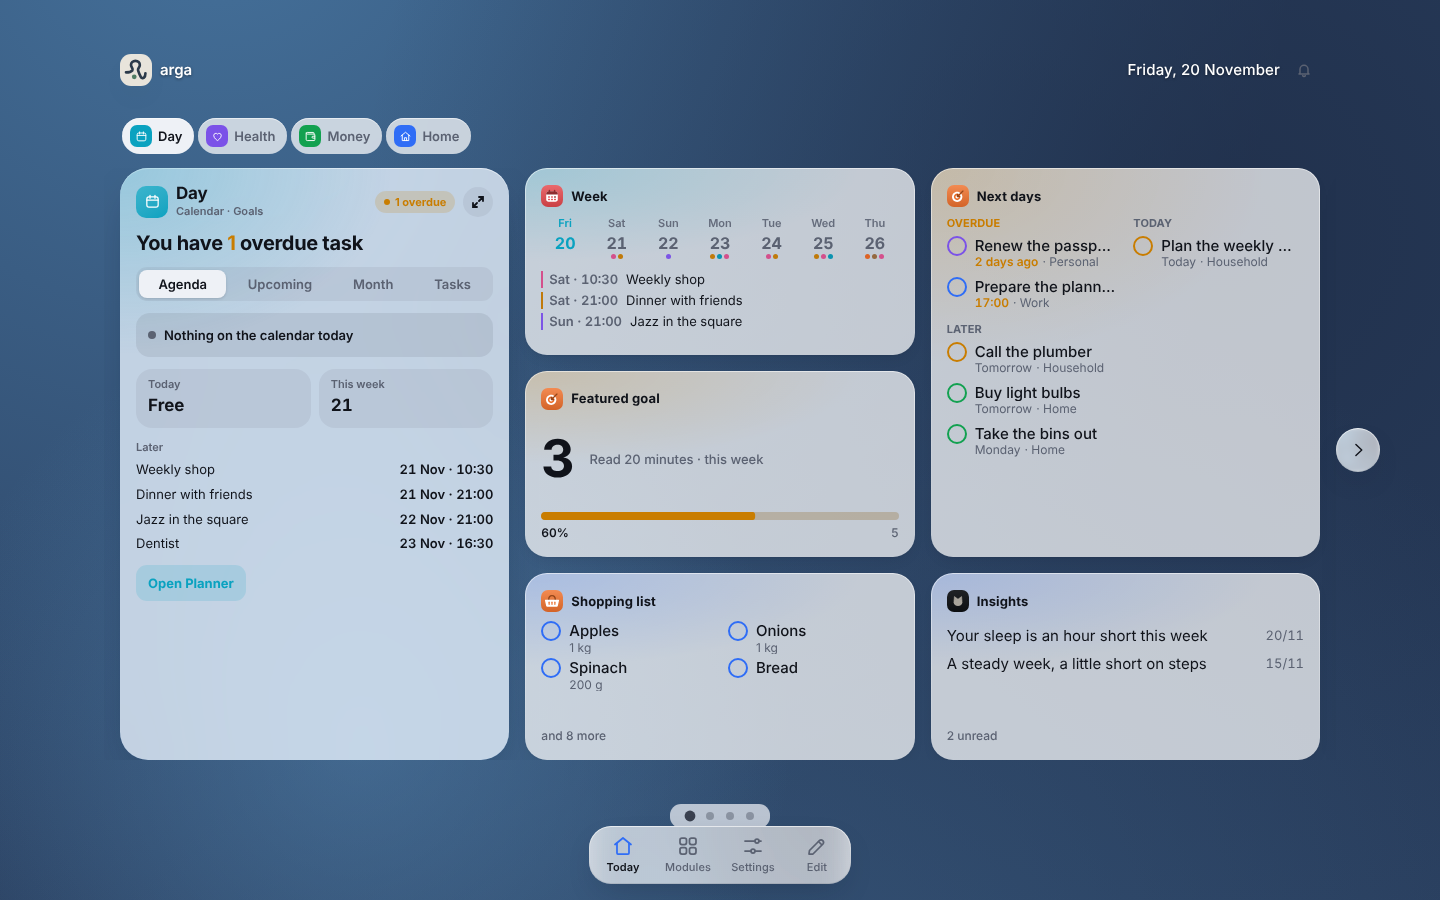 arga
Friday, 20 November
Day
Health
Money
Home
Day
Calendar · Goals
1 overdue
You have 1 overdue task
Agenda
Upcoming
Month
Tasks
Nothing on the calendar today
Today
Free
This week
21
Later
Weekly shop 21 Nov · 10:30
Dinner with friends 21 Nov · 21:00
Jazz in the square 22 Nov · 21:00
Dentist 23 Nov · 16:30
Open Planner
Week
Fri Sat Sun Mon Tue Wed Thu
20 21 22 23 24 25 26
Sat · 10:30 Weekly shop
Sat · 21:00 Dinner with friends
Sun · 21:00 Jazz in the square
Featured goal
3 Read 20 minutes · this week
60% 5
Shopping list
Apples
1 kg
Onions
1 kg
Spinach
200 g
Bread
and 8 more
Next days
OVERDUE
Renew the passp...
2 days ago · Personal
Prepare the plann...
17:00 · Work
TODAY
Plan the weekly ...
Today · Household
LATER
Call the plumber
Tomorrow · Household
Buy light bulbs
Tomorrow · Home
Take the bins out
Monday · Home
Insights
Your sleep is an hour short this week 20/11
A steady week, a little short on steps 15/11
2 unread
Today
Modules
Settings
Edit